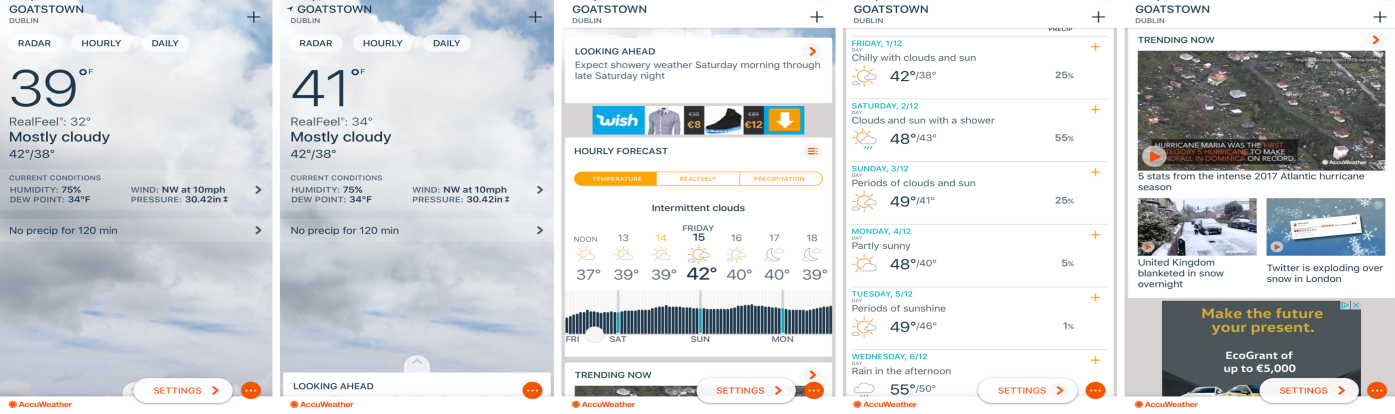 GOATSTOWN
DUBLIN
RADAR HOURLY DAILY
39°F
RealFeel®: 32°
Mostly cloudy
42°/38°
CURRENT CONDITIONS
HUMIDITY: 75% WIND: NW at 10mph
DEW POINT: 34°F PRESSURE: 30.42in ‡
No precip for 120 min
SETTINGS
AccuWeather
GOATSTOWN
DUBLIN
RADAR HOURLY DAILY
41°F
RealFeel®: 34°
Mostly cloudy
42°/38°
CURRENT CONDITIONS
HUMIDITY: 75% WIND: NW at 10mph
DEW POINT: 34°F PRESSURE: 30.42in ‡
No precip for 120 min
LOOKING AHEAD
AccuWeather
GOATSTOWN
DUBLIN
LOOKING AHEAD
Expect showery weather Saturday morning through
late Saturday night
wish €30 €8 €89 €12
HOURLY FORECAST
TEMPERATURE REALFEEL® PRECIPITATION
Intermittent clouds
FRIDAY
NOON 13 14 15 16 17 18
37° 39° 39° 42° 40° 40° 39°
FRI SAT SUN MON
TRENDING NOW
SETTINGS
AccuWeather
GOATSTOWN
DUBLIN
PRECIP
FRIDAY, 1/12
DAY
Chilly with clouds and sun
42°/38° 25%
SATURDAY, 2/12
DAY
Clouds and sun with a shower
48°/43° 55%
SUNDAY, 3/12
DAY
Periods of clouds and sun
49°/41° 25%
MONDAY, 4/12
DAY
Partly sunny
48°/40° 5%
TUESDAY, 5/12
DAY
Periods of sunshine
49°/46° 1%
WEDNESDAY, 6/12
DAY
Rain in the afternoon
55°/50°
SETTINGS
AccuWeather
GOATSTOWN
DUBLIN
TRENDING NOW
HURRICANE MARIA WAS THE FIRST
CATEGORY 5 HURRICANE TO MAKE
LANDFALL IN DOMINICA ON RECORD.
AccuWeather
5 stats from the intense 2017 Atlantic hurricane
season
United Kingdom
blanketed in snow
overnight
Twitter is exploding over
snow in London
Make the future
your present.
EcoGrant of
up to €5,000
SETTINGS
AccuWeather